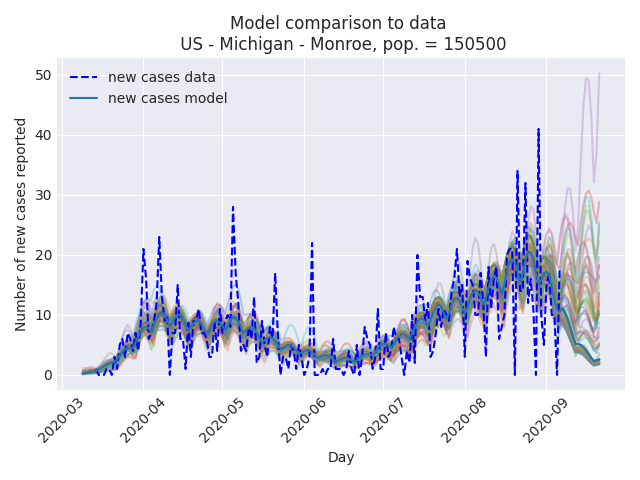 Model comparison to data
US - Michigan - Monroe, pop. = 150500
new cases data
new cases model
Number of new cases reported
50
40
30
20
10
0
2020-03
2020-04
2020-05
2020-06
2020-07
2020-08
2020-09
Day